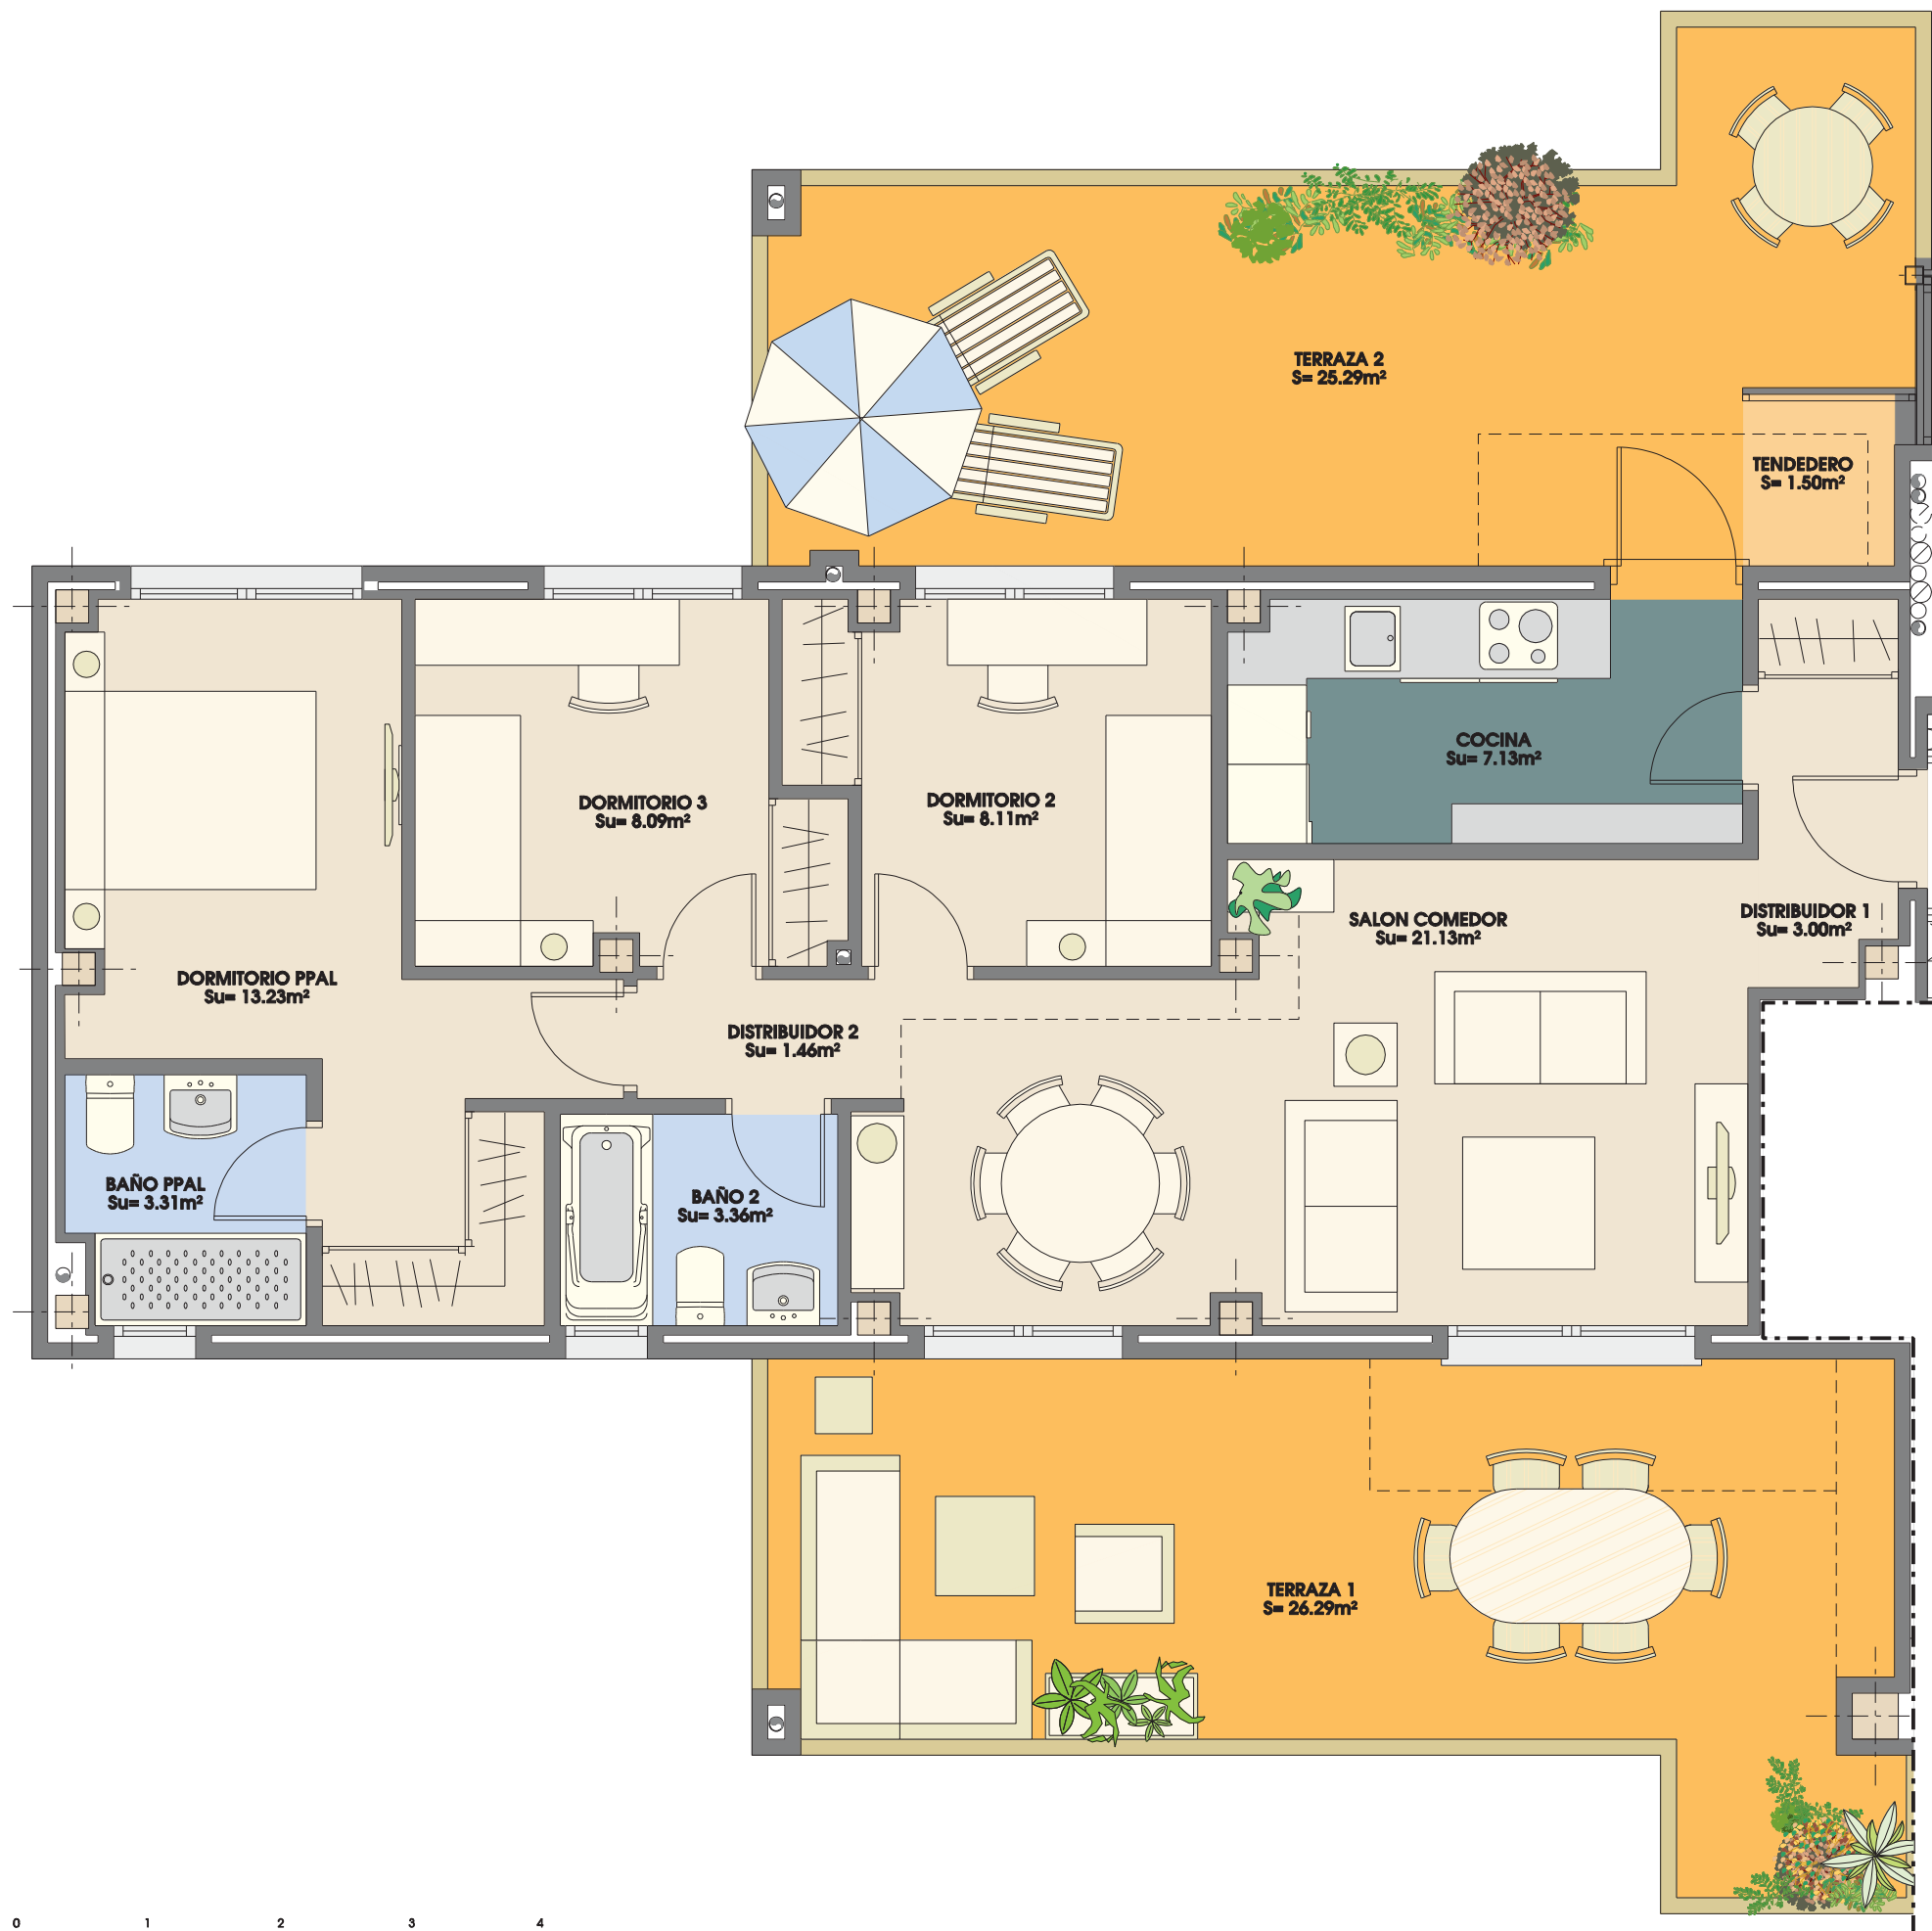 TERRAZA 2
S= 25.29m²
TENDEDERO
S= 1.50m²
COCINA
Su= 7.13m²
DORMITORIO 3
Su= 8.09m²
DORMITORIO 2
Su= 8.11m²
SALON COMEDOR
Su= 21.13m²
DISTRIBUIDOR 1
Su= 3.00m²
DORMITORIO PPAL
Su= 13.23m²
DISTRIBUIDOR 2
Su= 1.46m²
BAÑO PPAL
Su= 3.31m²
BAÑO 2
Su= 3.36m²
TERRAZA 1
S= 26.29m²
0 1 2 3 4